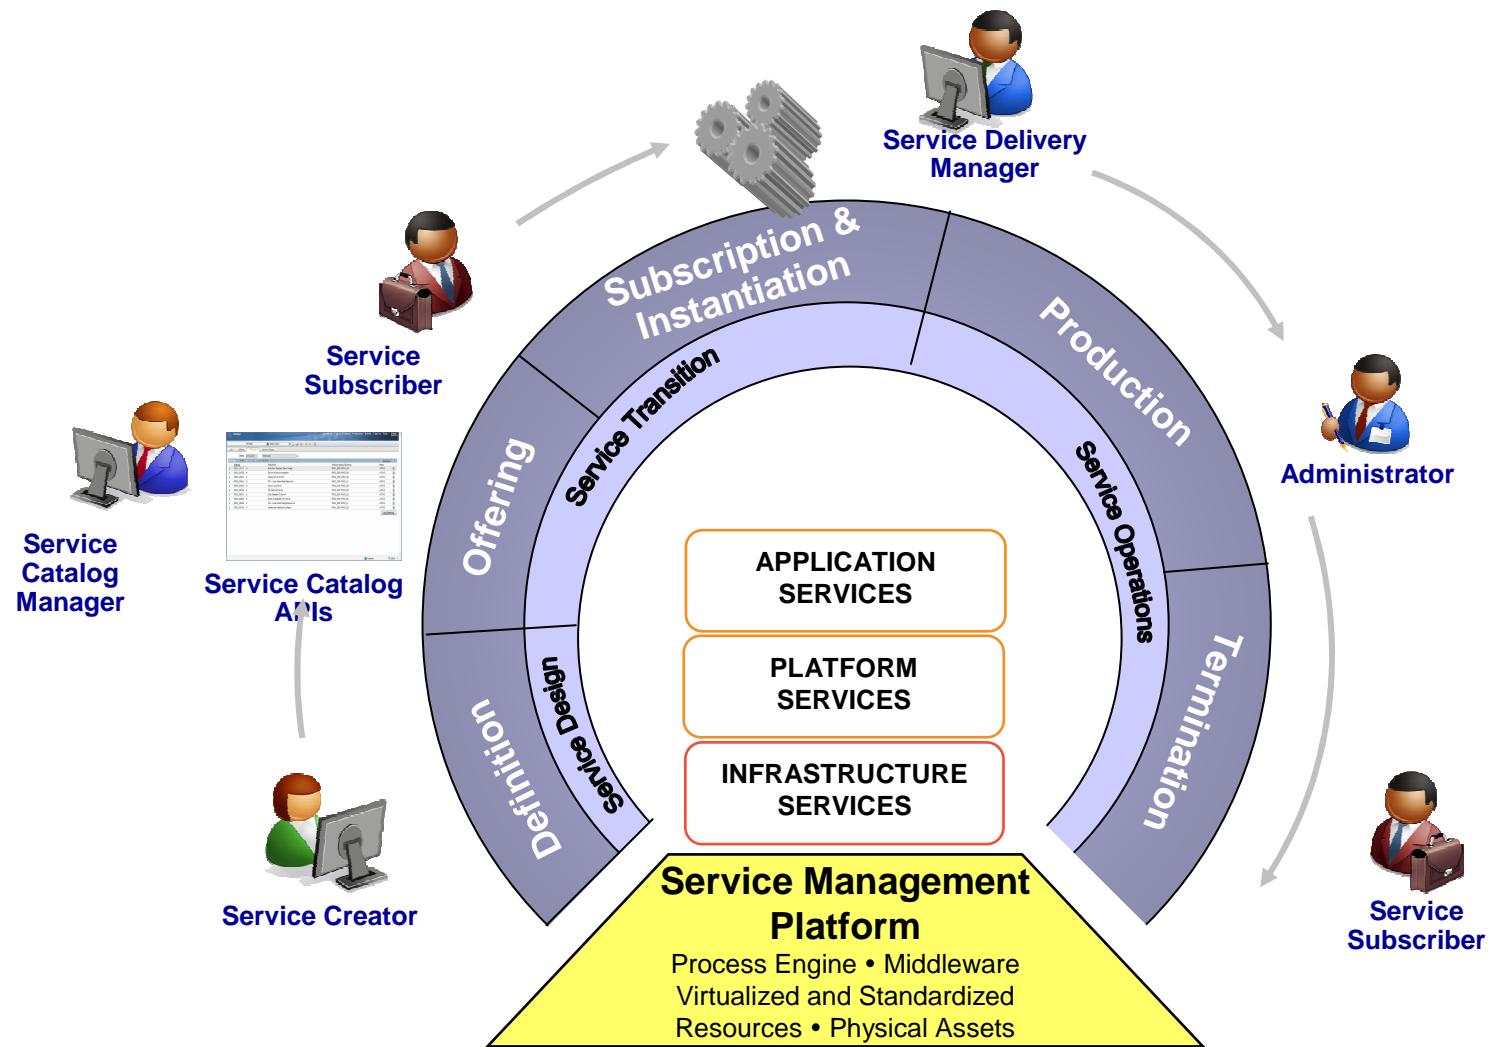 Service Delivery
Manager
Subscription &
Instantiation
Production
Service
Subscriber
Service Transition
Offering
Service Operations
Administrator
Service
Catalog
Manager
Service Catalog
APIs
APPLICATION
SERVICES
PLATFORM
SERVICES
INFRASTRUCTURE
SERVICES
Service Design
Definition
Termination
Service Creator
Service
Subscriber
Service Management
Platform
Process Engine • Middleware
Virtualized and Standardized
Resources • Physical Assets